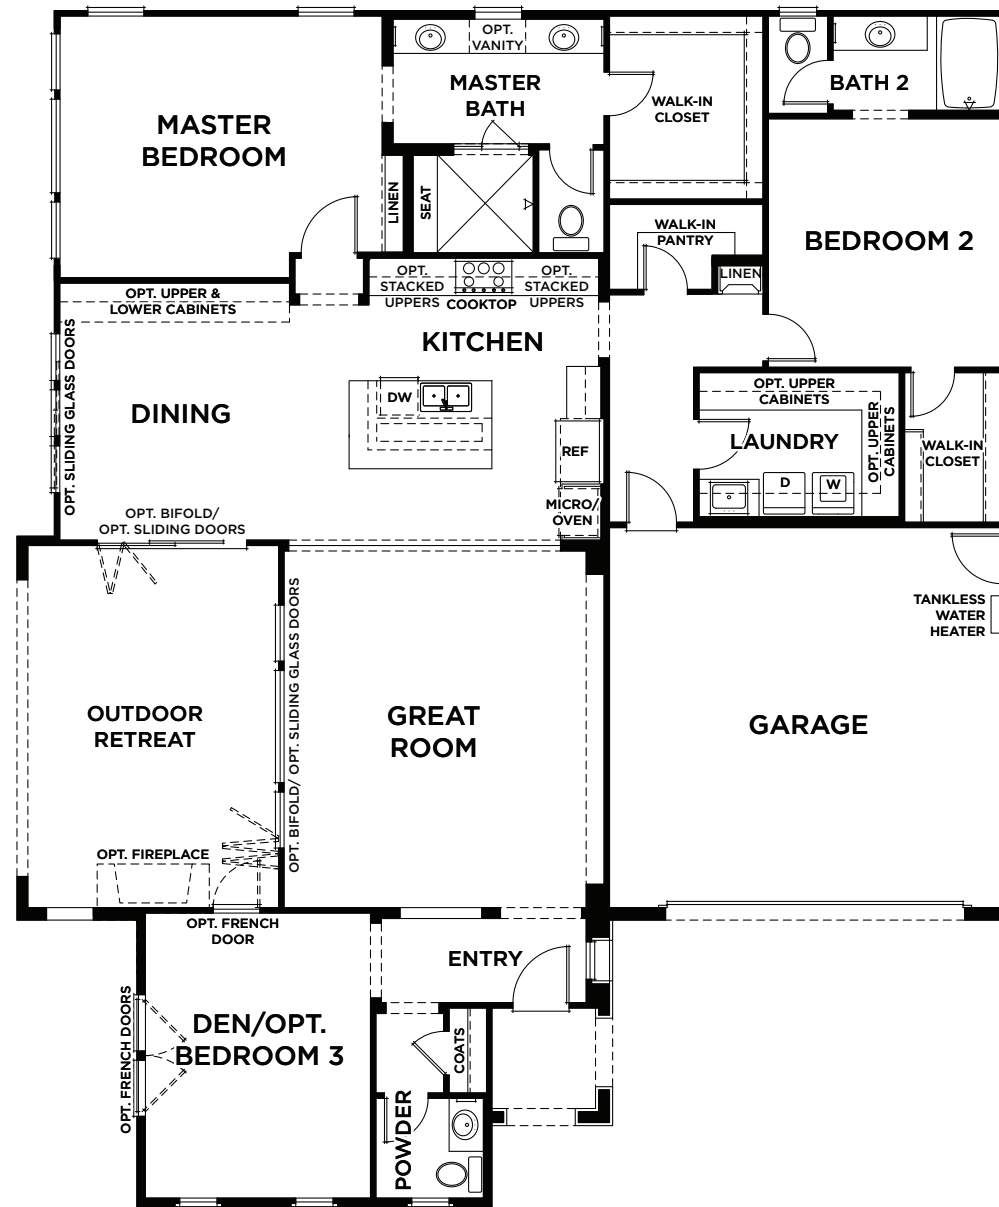 OPT.
VANITY
MASTER
BATH
WALK-IN
CLOSET
BATH 2
MASTER
BEDROOM
LINEN
SEAT
WALK-IN
PANTRY
BEDROOM 2
LINEN
OPT. UPPER &
LOWER CABINETS
OPT.
STACKED
UPPERS
COOKTOP
OPT.
STACKED
UPPERS
KITCHEN
OPT. SLIDING GLASS DOORS
DINING
DW
REF
MICRO/
OVEN
OPT. UPPER
CABINETS
LAUNDRY
OPT. UPPER
CABINETS
D
W
WALK-IN
CLOSET
OPT. BIFOLD/
OPT. SLIDING DOORS
TANKLESS
WATER
HEATER
OUTDOOR
RETREAT
OPT. BIFOLD/ OPT. SLIDING GLASS DOORS
GREAT
ROOM
GARAGE
OPT. FIREPLACE
OPT. FRENCH
DOOR
ENTRY
OPT. FRENCH DOORS
DEN/OPT.
BEDROOM 3
COATS
POWDER